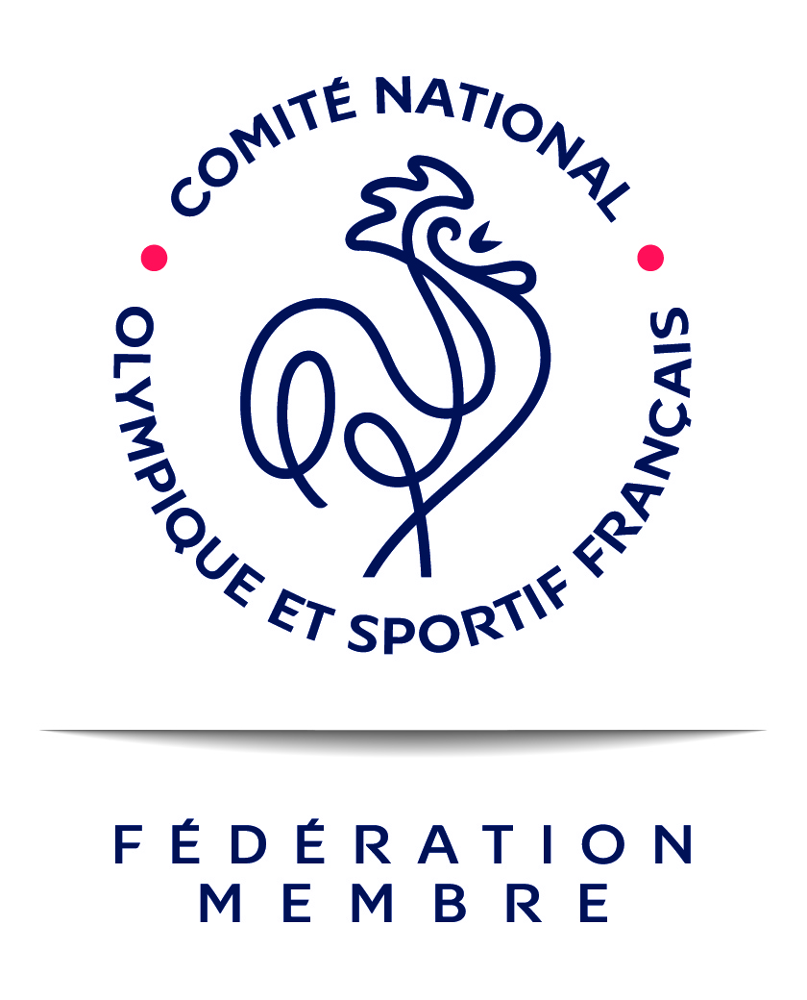 COMITÉ NATIONAL
OLYMPIQUE ET SPORTIF FRANÇAIS
FÉDÉRATION
MEMBRE